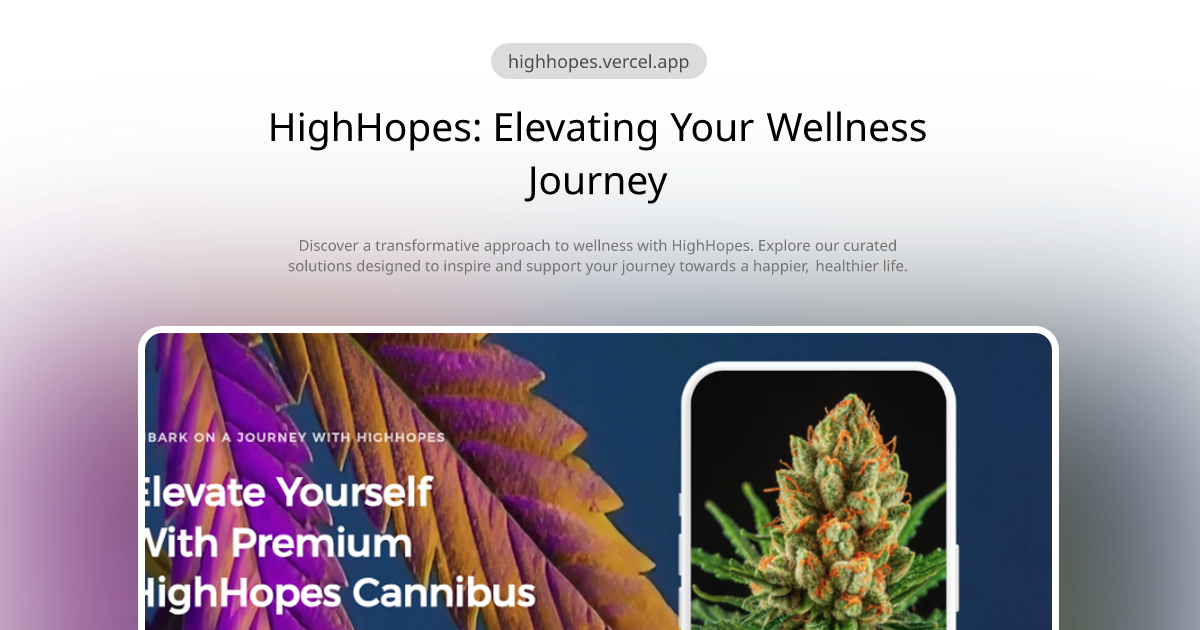 highhopes.vercel.app
HighHopes: Elevating Your Wellness
Journey
Discover a transformative approach to wellness with HighHopes. Explore our curated
solutions designed to inspire and support your journey towards a happier, healthier life.
BARK ON A JOURNEY WITH HIGHHOPES
Elevate Yourself
With Premium
HighHopes Cannibus